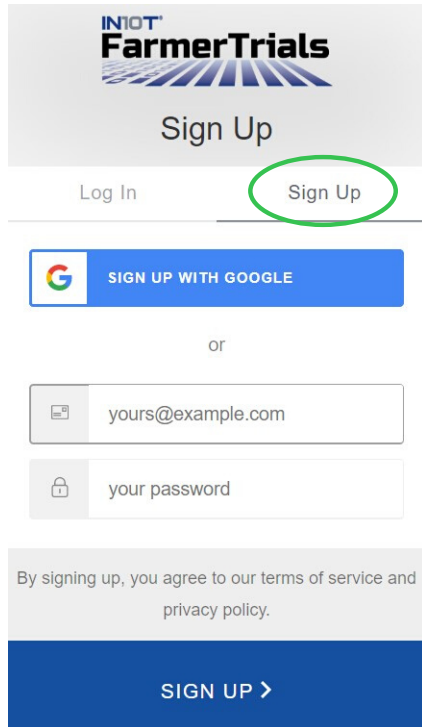 IN10T®
FarmerTrials
Sign Up
Log In
Sign Up
SIGN UP WITH GOOGLE
or
yours@example.com
your password
By signing up, you agree to our terms of service and
privacy policy.
SIGN UP >